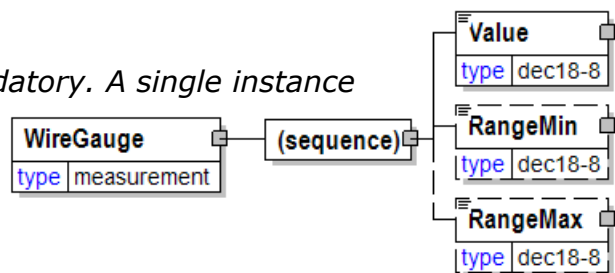 datory. A single instance
WireGauge
type measurement
(sequence)
Value
type dec18-8
RangeMin
type dec18-8
RangeMax
type dec18-8